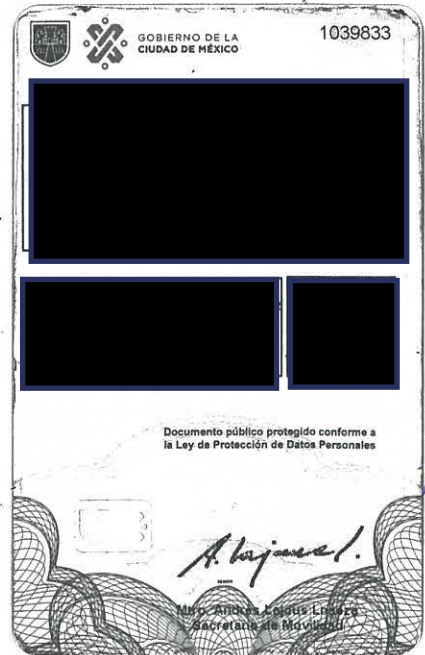 GOBIERNO DE LA
CIUDAD DE MÉXICO
1039833
Documento público protegido conforme a
la Ley de Protección de Datos Personales
Mtro. Andrés Lajous Loaeza
Secretaría de Movilidad